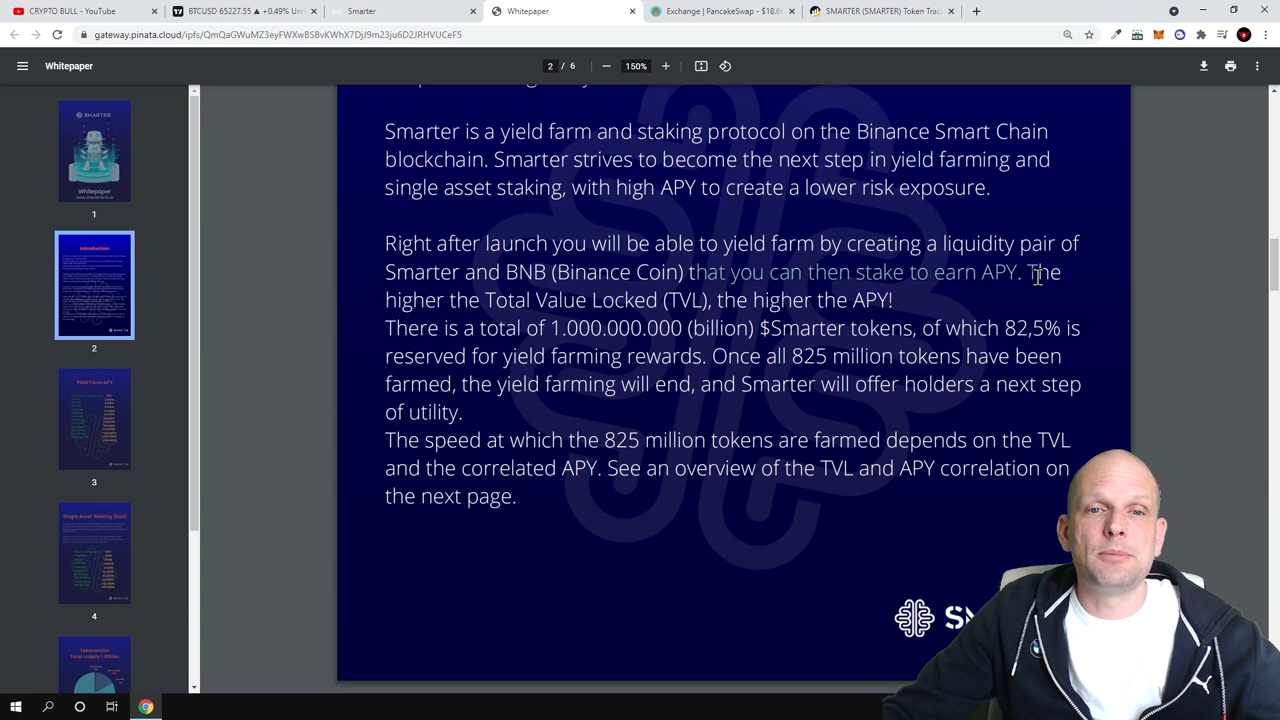 CRYPTO BULL - YouTube
BTCUSD 65227.55 ▲ +0.49% Un
Smarter
Whitepaper
Exchange | PancakeSwap - $18.6
SMARTER (SMARTER) Token Trac
gateway.pinata.cloud/ipfs/QmQaGWuMZ3eyFWXwBSBvKWhX7DjJ9m23ju6D2JRHVUCeF5
Whitepaper
2 / 6
150%
Smarter is a yield farm and staking protocol on the Binance Smart Chain
blockchain. Smarter strives to become the next step in yield farming and
single asset staking, with high APY to create a lower risk exposure.
Right after launch you will be able to yield farm by creating a liquidity pair of
Smarter and BNB (Binance Coin) that you can then stake to earn APY. The
higher the Total Value Locked (TVL), the higher the APY!
There is a total of 1.000.000.000 (billion) $Smarter tokens, of which 82,5% is
reserved for yield farming rewards. Once all 825 million tokens have been
farmed, the yield farming will end, and Smarter will offer holders a next step
of utility.
The speed at which the 825 million tokens are farmed depends on the TVL
and the correlated APY. See an overview of the TVL and APY correlation on
the next page.
SMARTER
Whitepaper
1
Introduction
2
Yield Farm APY
3
Single Asset Staking (SAS)
4
Tokenomics
Total supply 1 Billion